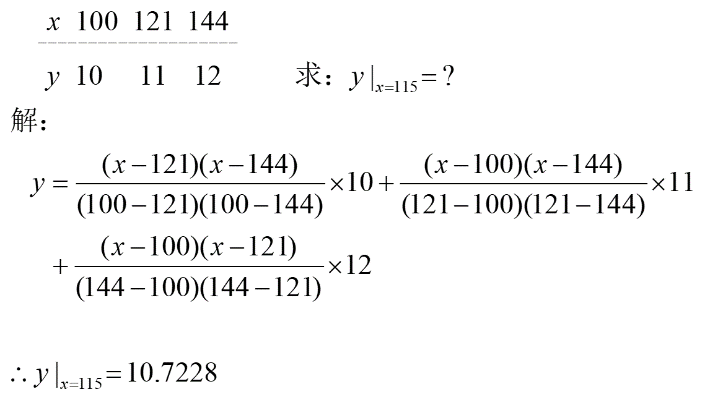 x 100 121 144
y 10 11 12 求：y|x=115=?
解：
y = (x−121)(x−144)/(100−121)(100−144) ×10 + (x−100)(x−144)/(121−100)(121−144) ×11
+ (x−100)(x−121)/(144−100)(144−121) ×12
∴ y|x=115=10.7228